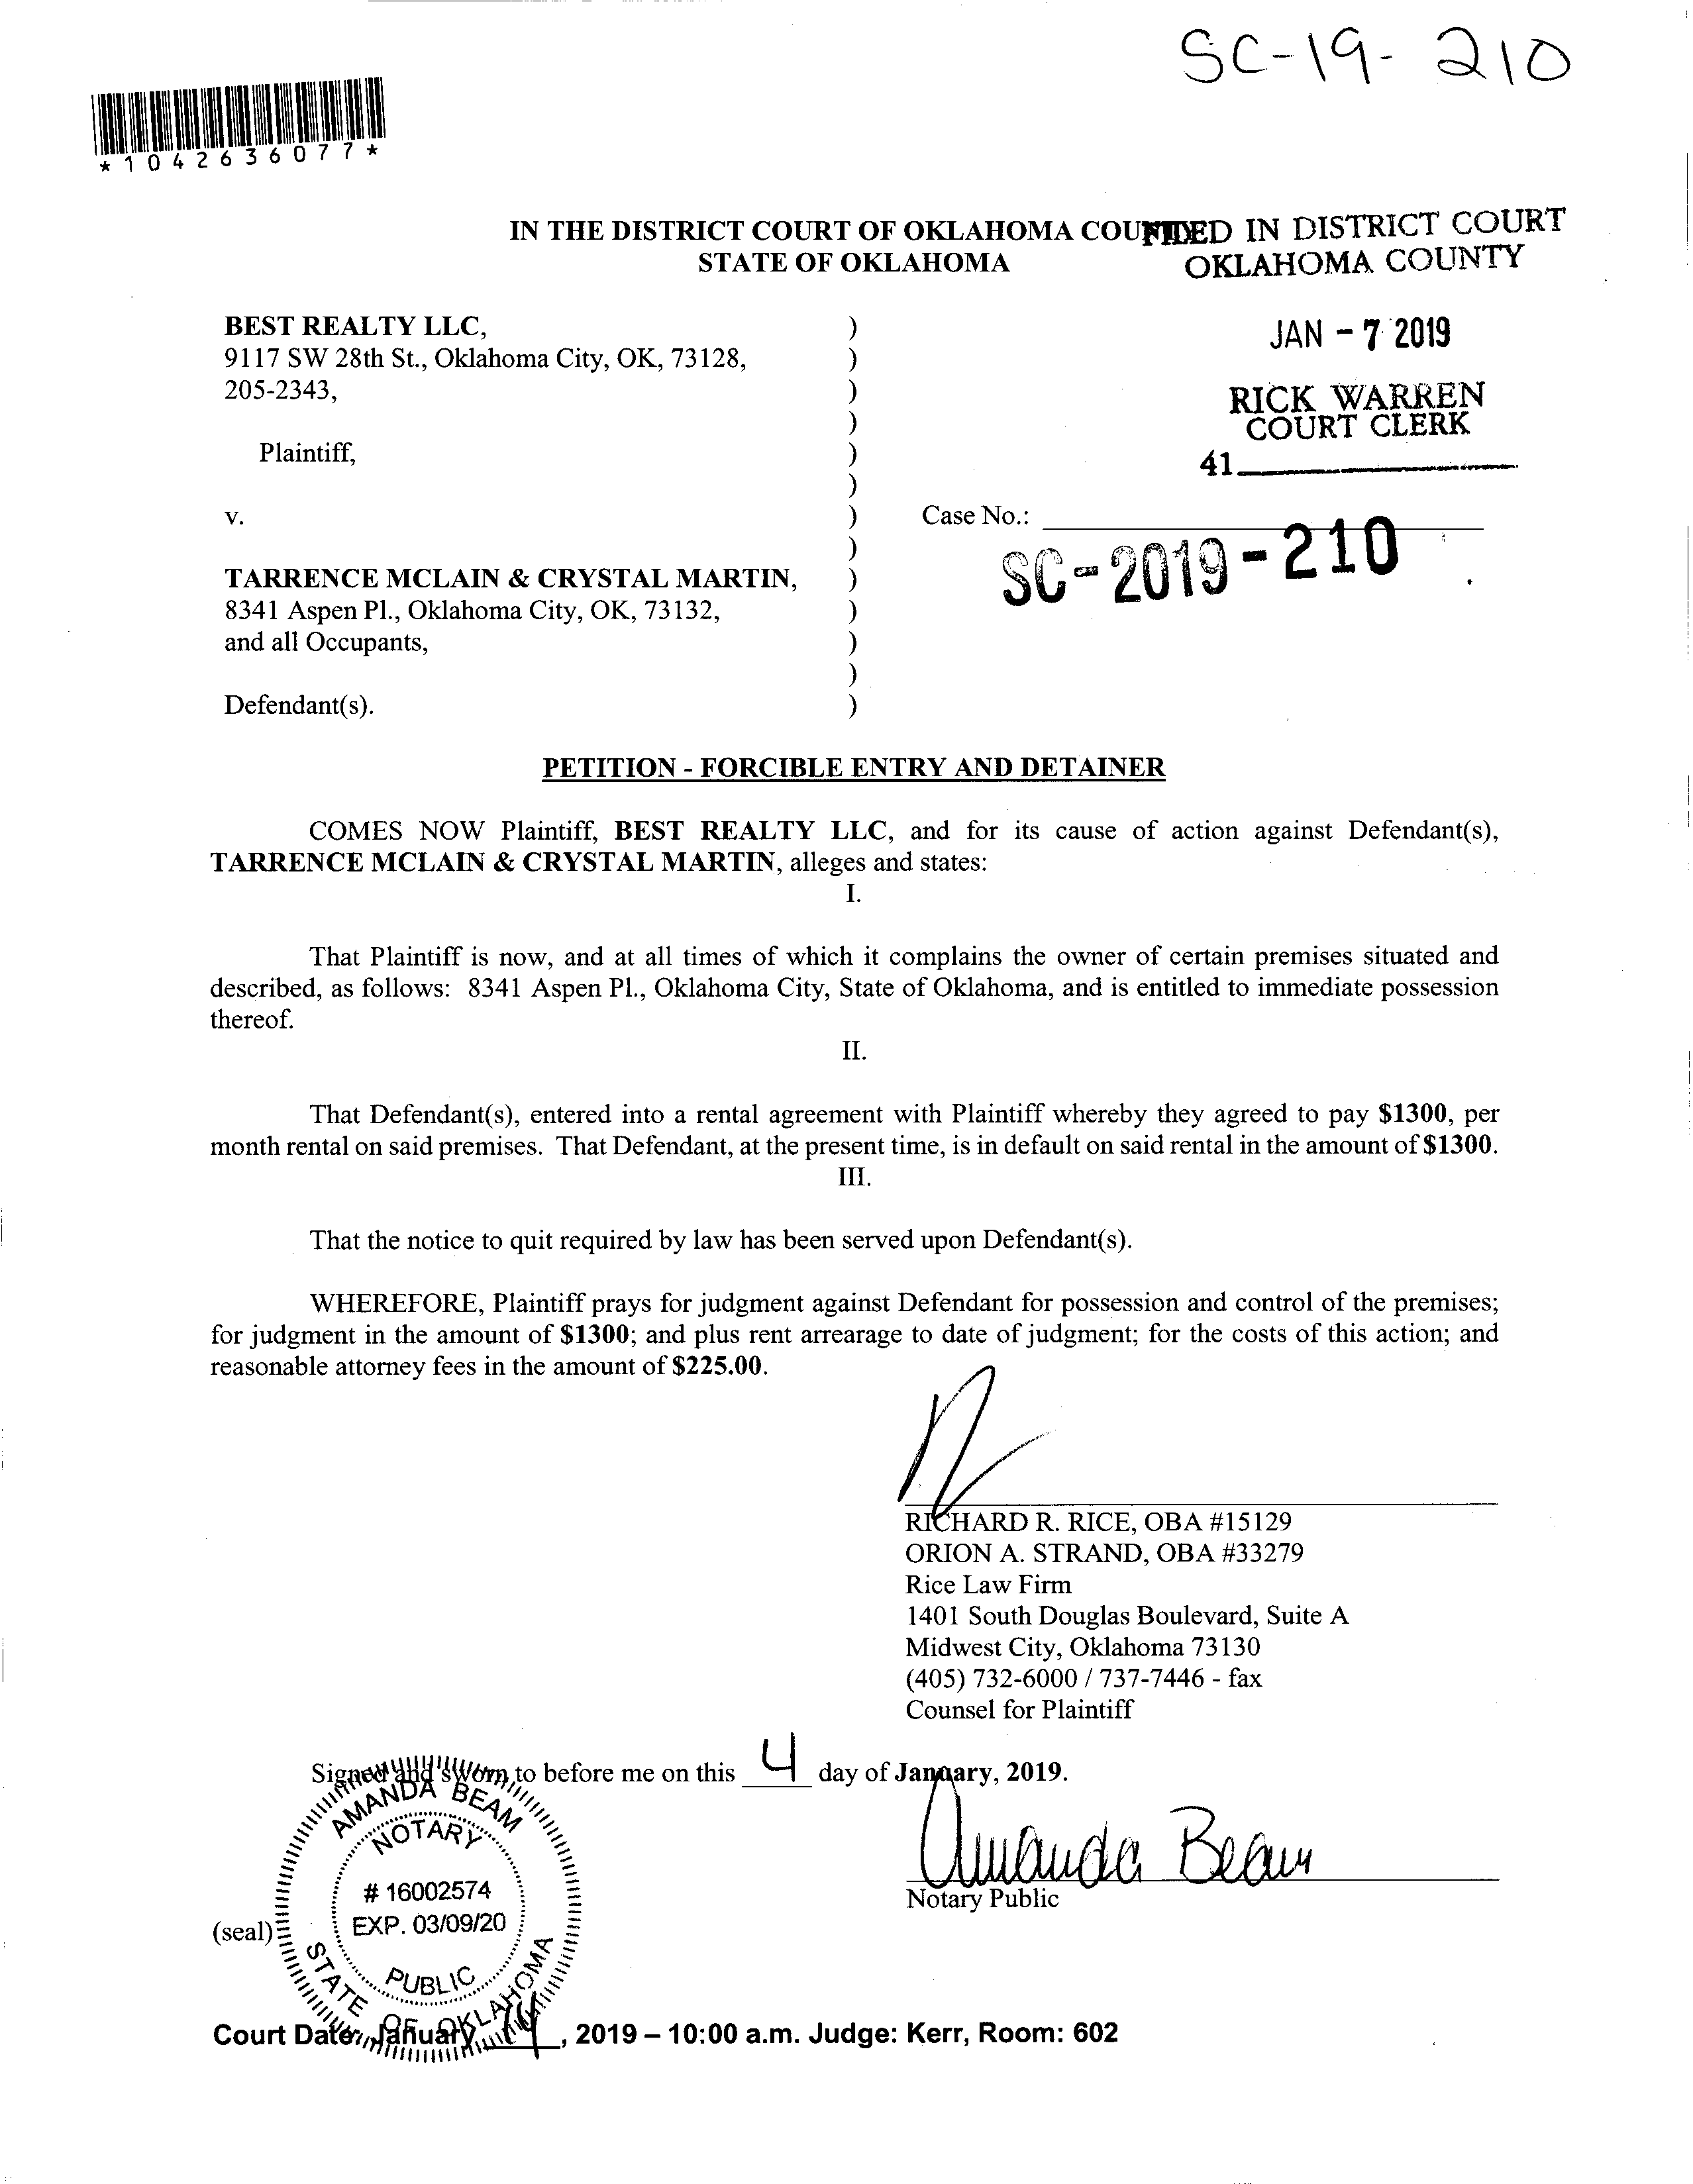 SC-19-210
*1042636077*
IN THE DISTRICT COURT OF OKLAHOMA
STATE OF OKLAHOMA
FILED IN DISTRICT COURT
OKLAHOMA COUNTY
JAN - 7 2019
RICK WARREN
COURT CLERK
41
BEST REALTY LLC, )
9117 SW 28th St., Oklahoma City, OK, 73128, )
205-2343, )
)
Plaintiff, )
)
v. ) Case No.:
SC-2019-210
)
TARRENCE MCLAIN & CRYSTAL MARTIN, )
8341 Aspen Pl., Oklahoma City, OK, 73132, )
and all Occupants, )
)
Defendant(s). )
PETITION - FORCIBLE ENTRY AND DETAINER
COMES NOW Plaintiff, BEST REALTY LLC, and for its cause of action against Defendant(s),
TARRENCE MCLAIN & CRYSTAL MARTIN, alleges and states:
I.
That Plaintiff is now, and at all times of which it complains the owner of certain premises situated and
described, as follows: 8341 Aspen Pl., Oklahoma City, State of Oklahoma, and is entitled to immediate possession
thereof.
II.
That Defendant(s), entered into a rental agreement with Plaintiff whereby they agreed to pay $1300, per
month rental on said premises. That Defendant, at the present time, is in default on said rental in the amount of $1300.
III.
That the notice to quit required by law has been served upon Defendant(s).
WHEREFORE, Plaintiff prays for judgment against Defendant for possession and control of the premises;
for judgment in the amount of $1300; and plus rent arrearage to date of judgment; for the costs of this action; and
reasonable attorney fees in the amount of $225.00.
RICHARD R. RICE, OBA #15129
ORION A. STRAND, OBA #33279
Rice Law Firm
1401 South Douglas Boulevard, Suite A
Midwest City, Oklahoma 73130
(405) 732-6000 / 737-7446 - fax
Counsel for Plaintiff
Signed and sworn to before me on this 4 day of January, 2019.
Amanda Beam
Notary Public
(seal)
AMANDA BEAM
NOTARY
# 16002574
EXP. 03/09/20
PUBLIC
STATE OF OKLAHOMA
Court Date: January 14, 2019 – 10:00 a.m. Judge: Kerr, Room: 602